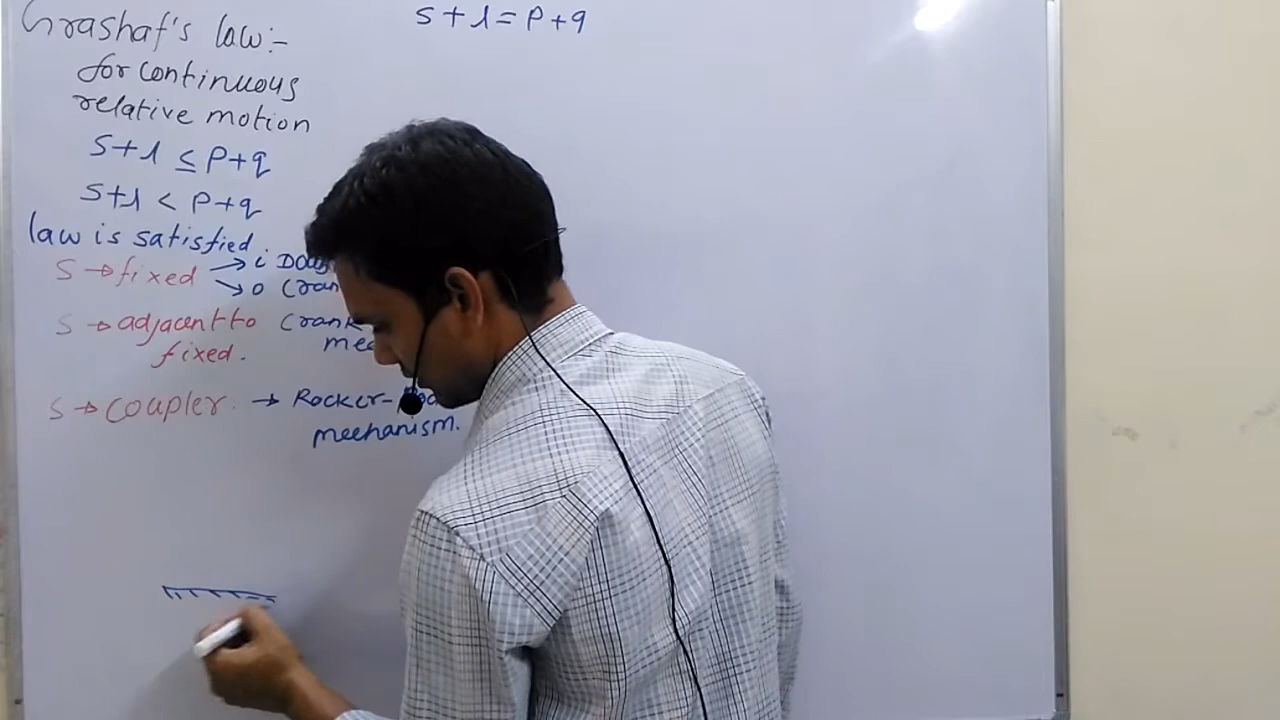 Grashaf's law:-
for continuous
relative motion
s+l ≤ p+q
s+l < p+q
law is satisfied.
s → fixed → i
↘ o
s → adjacent to
fixed.
mechanism.
s → coupler. → Rocker-
s+l = p+q